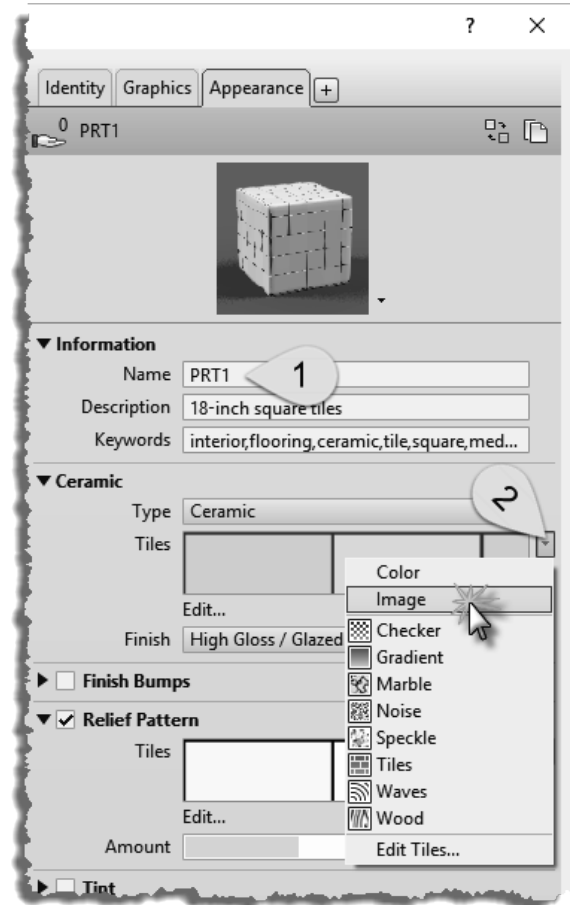 ? ×
Identity Graphics Appearance +
0 PRT1
▼ Information
Name PRT1 1
Description 18-inch square tiles
Keywords interior,flooring,ceramic,tile,square,med...
▼ Ceramic
2
Type Ceramic
Tiles
Color
Image
Edit...
Checker
Finish High Gloss / Glazed
Gradient
Marble
▶ Finish Bumps
Noise
▼ Relief Pattern
Speckle
Tiles
Tiles
Waves
Edit...
Wood
Amount
Edit Tiles...
▶ Tint